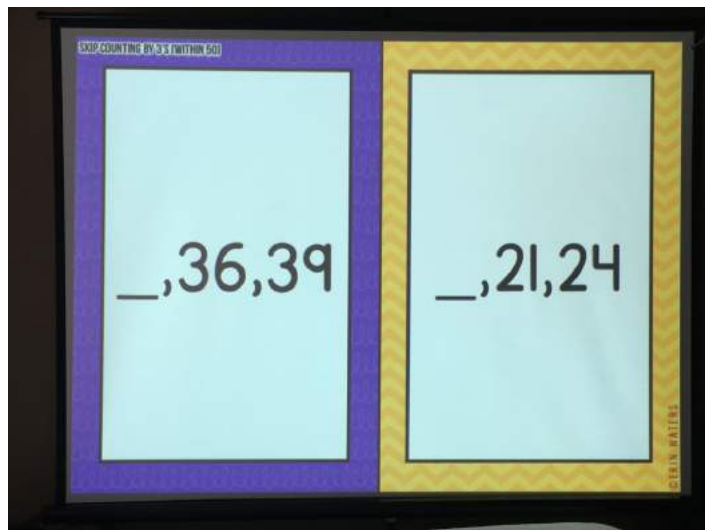 SKIP COUNTING BY 3'S (WITHIN 50)
_,36,39
_,21,24
©ERIN WATERS